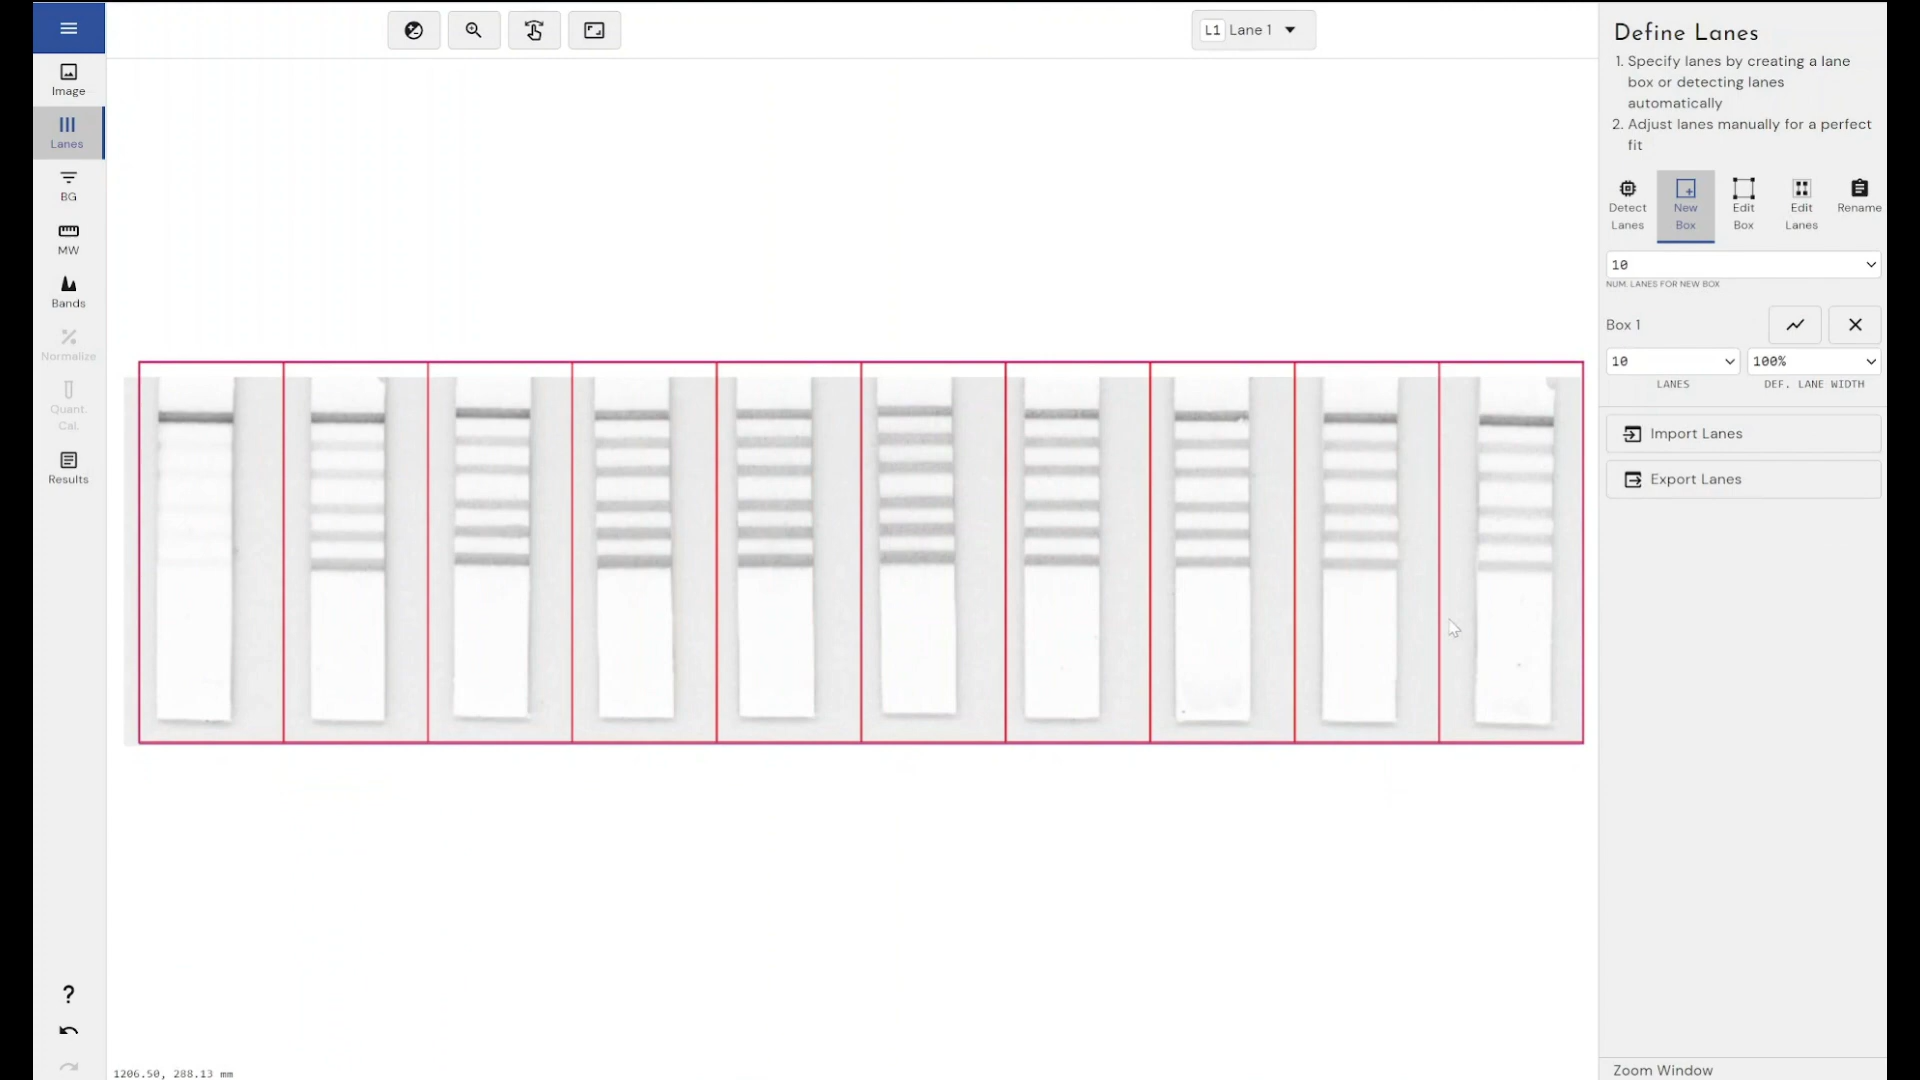 L1 Lane 1
Image
Lanes
BG
MW
Bands
Normalize
Quant.
Cal.
Results
?
1206.50, 288.13 mm
Define Lanes
1. Specify lanes by creating a lane
box or detecting lanes
automatically
2. Adjust lanes manually for a perfect
fit
Detect
Lanes
New
Box
Edit
Box
Edit
Lanes
Rename
10
NUM. LANES FOR NEW BOX
Box 1
10
100%
LANES
DEF. LANE WIDTH
Import Lanes
Export Lanes
Zoom Window